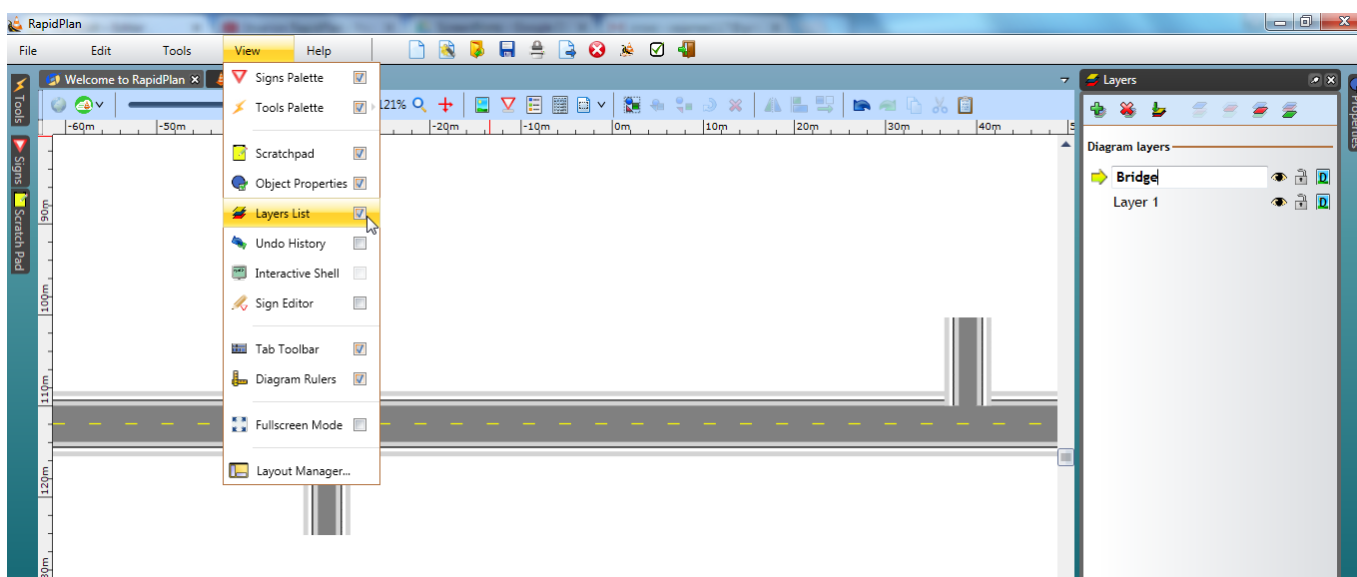 RapidPlan
File Edit Tools View Help
Welcome to RapidPlan
121%
-60m -50m -20m -10m 0m 10m 20m 30m 40m
Tools
Signs
Scratch Pad
90m
100m
110m
120m
Signs Palette
Tools Palette
Scratchpad
Object Properties
Layers List
Undo History
Interactive Shell
Sign Editor
Tab Toolbar
Diagram Rulers
Fullscreen Mode
Layout Manager...
Layers
Diagram layers
Bridge D
Layer 1 D
Properties